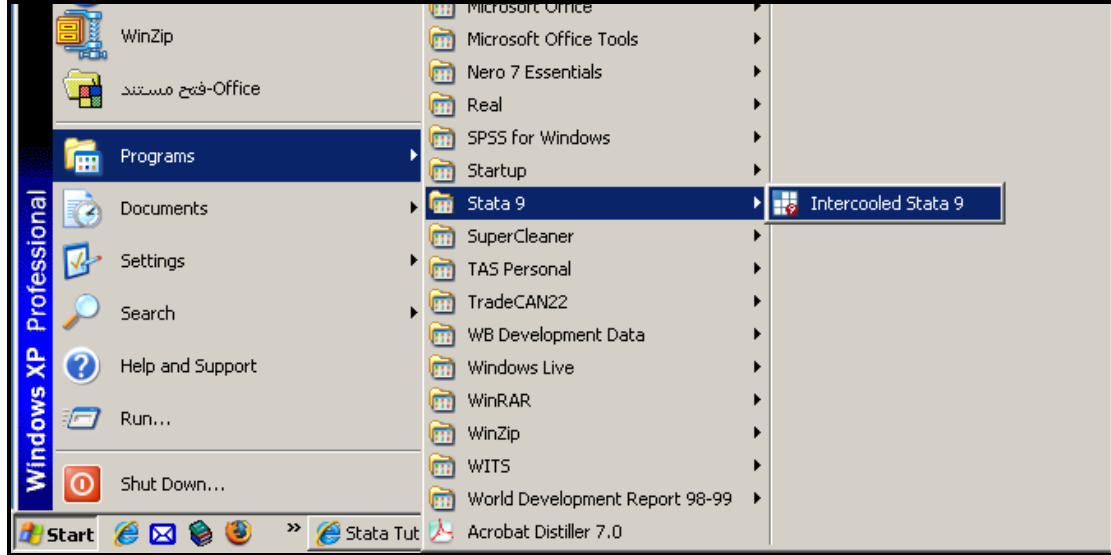 WinZip
فتح مستند-Office
Programs
Documents
Settings
Search
Help and Support
Run...
Shut Down...
Windows XP Professional
Microsoft Office
Microsoft Office Tools
Nero 7 Essentials
Real
SPSS for Windows
Startup
Stata 9
SuperCleaner
TAS Personal
TradeCAN22
WB Development Data
Windows Live
WinRAR
WinZip
WITS
World Development Report 98-99
Acrobat Distiller 7.0
Intercooled Stata 9
Start
»
Stata Tut